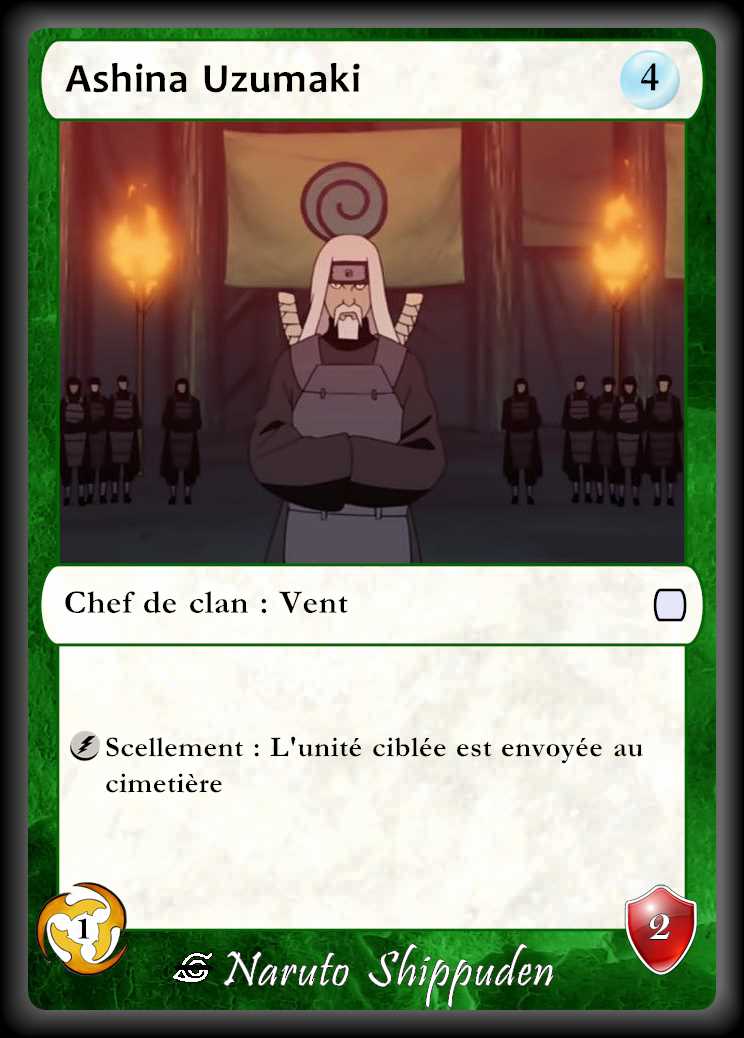 Ashina Uzumaki
4
Chef de clan : Vent
Scellement : L'unité ciblée est envoyée au
cimetière
1
2
Naruto Shippuden